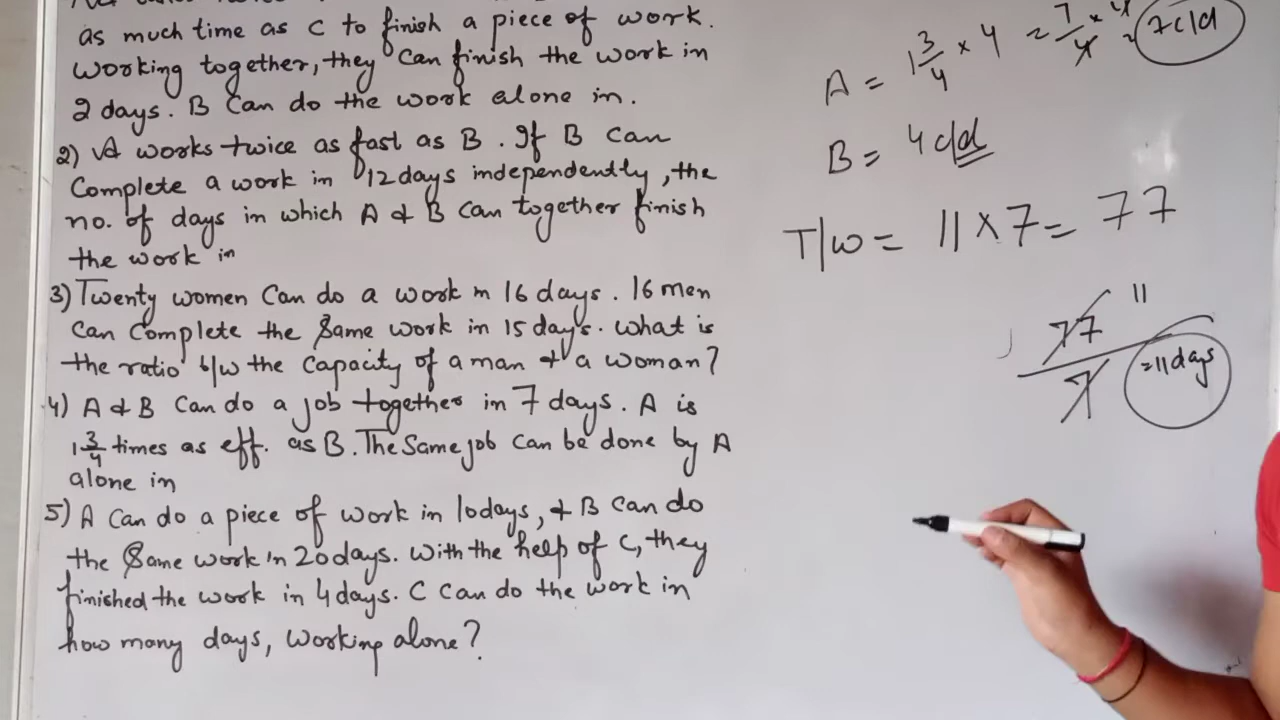 as much time as C to finish a piece of work.
Working together, they can finish the work in
2 days. B can do the work alone in.
2) A works twice as fast as B. If B can
Complete a work in 12 days independently, the
no. of days in which A & B can together finish
the work in
3) Twenty women can do a work in 16 days. 16 men
can complete the same work in 15 days. What is
the ratio b/w the capacity of a man & a woman?
4) A & B can do a job together in 7 days. A is
1 3/4 times as eff. as B. The same job can be done by A
alone in
5) A can do a piece of work in 10 days, & B can do
the same work in 20 days. With the help of C, they
finished the work in 4 days. C can do the work in
how many days, working alone?
A = 1 3/4 × 4 = 7/4 × 4 = 7c/d
B = 4c/d
T/W = 11 × 7 = 77
77/7 11 = 11 days